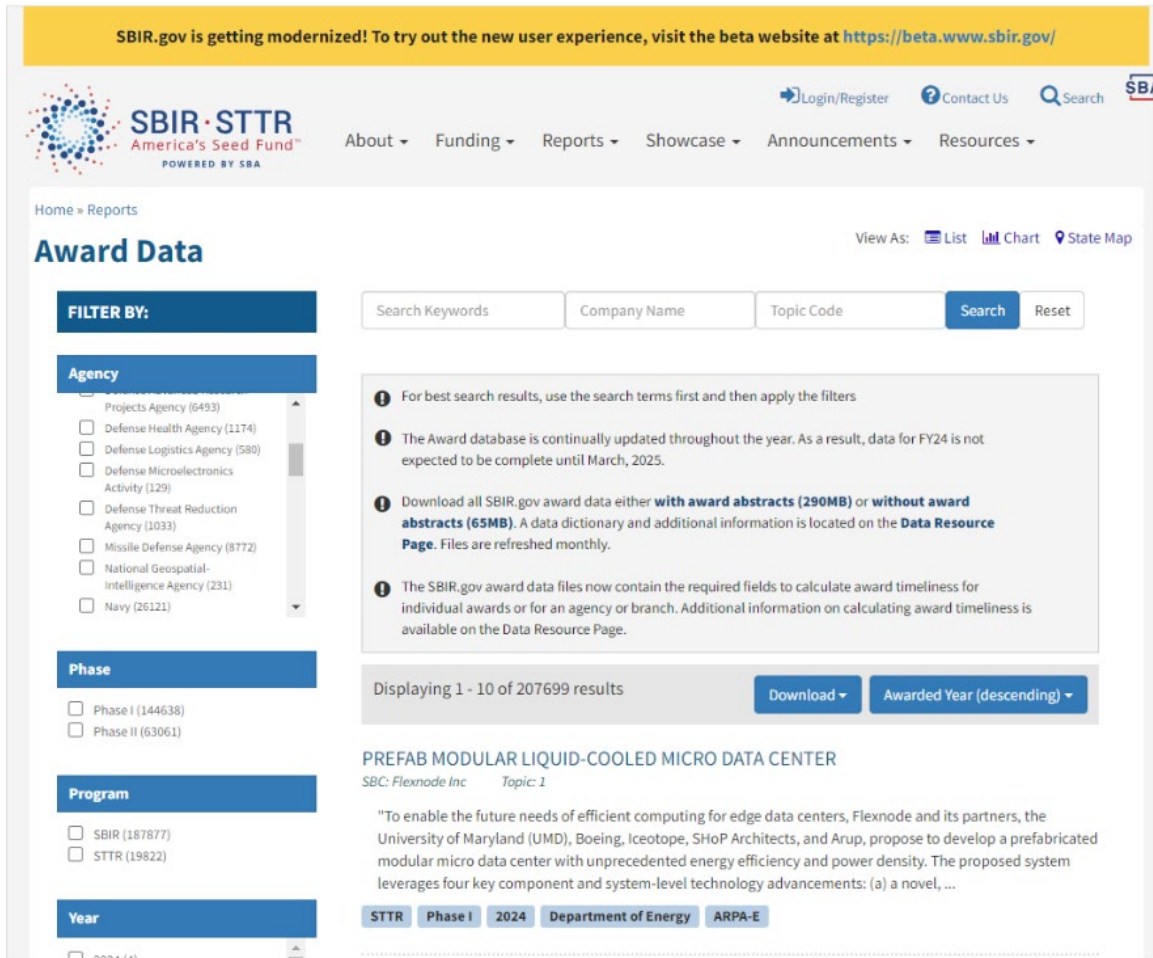 SBIR.gov is getting modernized! To try out the new user experience, visit the beta website at https://beta.www.sbir.gov/
Login/Register Contact Us Search
SBIR · STTR
America's Seed Fund™
POWERED BY SBA
About Funding Reports Showcase Announcements Resources
Home » Reports
Award Data
View As: List Chart State Map
FILTER BY:
Search Keywords Company Name Topic Code Search Reset
Agency
Projects Agency (6493)
Defense Health Agency (1174)
Defense Logistics Agency (580)
Defense Microelectronics
Activity (129)
Defense Threat Reduction
Agency (1033)
Missile Defense Agency (8772)
National Geospatial-
Intelligence Agency (231)
Navy (26121)
Phase
Phase I (144638)
Phase II (63061)
Program
SBIR (187877)
STTR (19822)
Year
For best search results, use the search terms first and then apply the filters
The Award database is continually updated throughout the year. As a result, data for FY24 is not
expected to be complete until March, 2025.
Download all SBIR.gov award data either with award abstracts (290MB) or without award
abstracts (65MB). A data dictionary and additional information is located on the Data Resource
Page. Files are refreshed monthly.
The SBIR.gov award data files now contain the required fields to calculate award timeliness for
individual awards or for an agency or branch. Additional information on calculating award timeliness is
available on the Data Resource Page.
Displaying 1 - 10 of 207699 results Download Awarded Year (descending)
PREFAB MODULAR LIQUID-COOLED MICRO DATA CENTER
SBC: Flexnode Inc Topic: 1
"To enable the future needs of efficient computing for edge data centers, Flexnode and its partners, the
University of Maryland (UMD), Boeing, Iceotope, SHoP Architects, and Arup, propose to develop a prefabricated
modular micro data center with unprecedented energy efficiency and power density. The proposed system
leverages four key component and system-level technology advancements: (a) a novel, ...
STTR Phase I 2024 Department of Energy ARPA-E